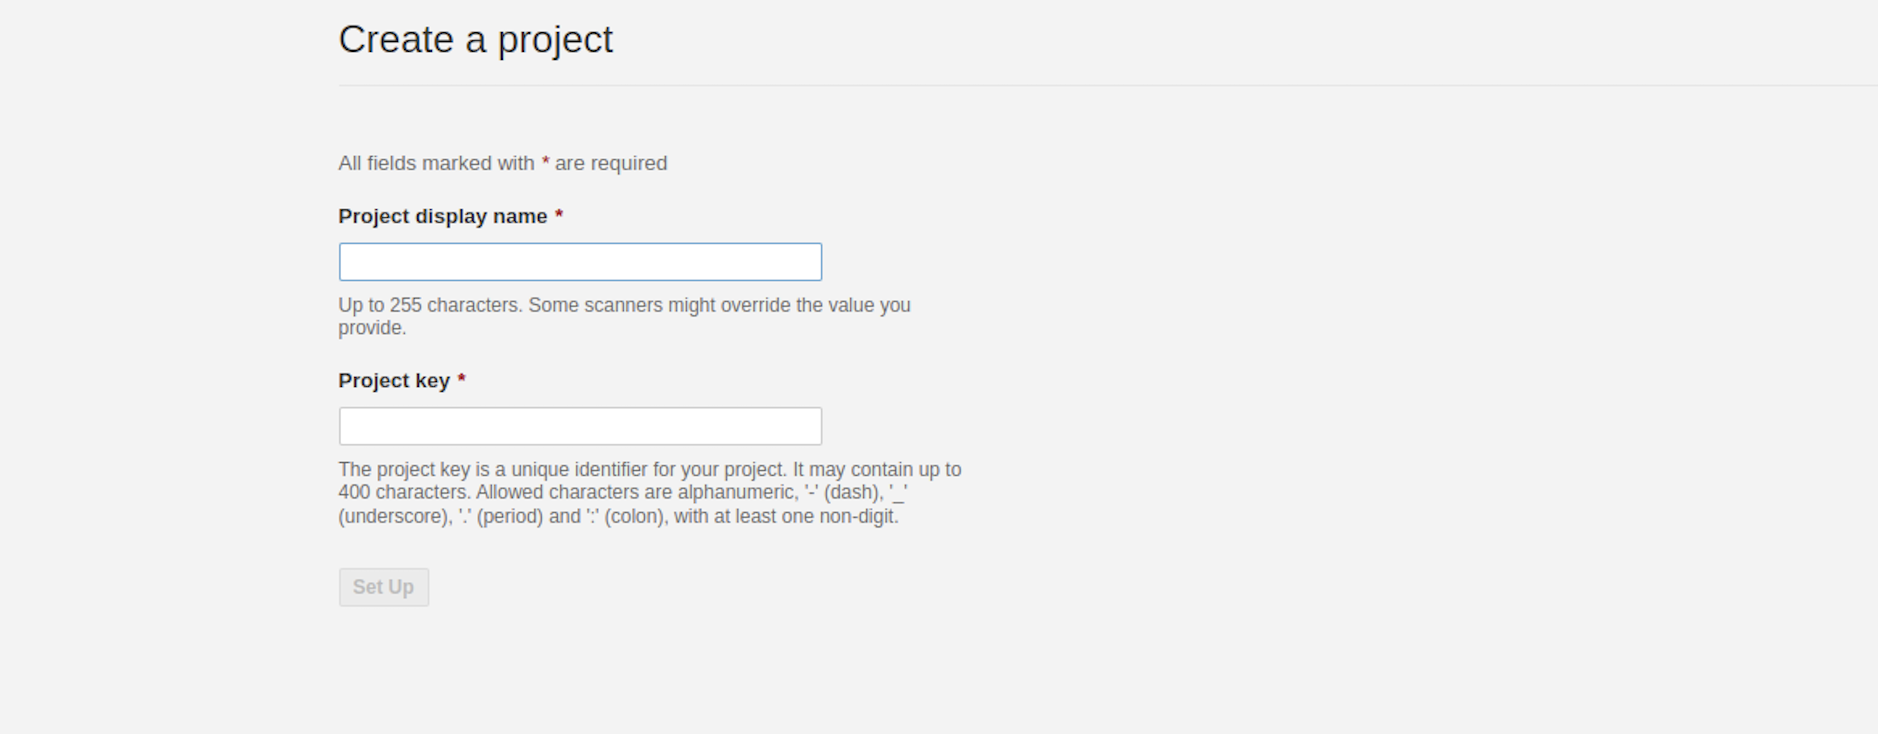 Create a project
All fields marked with * are required
Project display name *
Up to 255 characters. Some scanners might override the value you
provide.
Project key *
The project key is a unique identifier for your project. It may contain up to
400 characters. Allowed characters are alphanumeric, '-' (dash), '_'
(underscore), '.' (period) and ':' (colon), with at least one non-digit.
Set Up